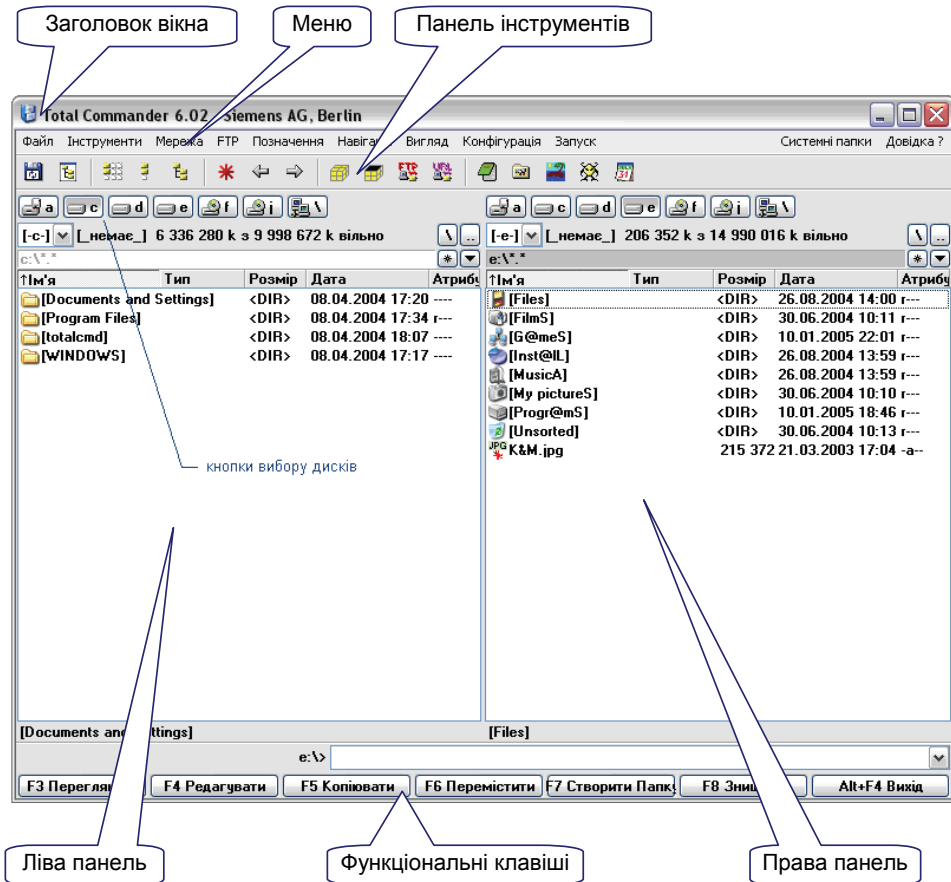 Заголовок вікна
Меню
Панель інструментів
Total Commander 6.02 Siemens AG, Berlin
Файл Інструменти Мережа FTP Позначення Вигляд Конфігурація Запуск Системні папки Довідка ?
a c d e f i \
a c d e f i \
[-c-] [_немає_] 6 336 280 k з 9 998 672 k вільно \ ..
[-e-] [_немає_] 206 352 k з 14 990 016 k вільно \ ..
c:\*.* * ▼
e:\*.* * ▼
↑Ім'я Тип Розмір Дата Атрибу
[Documents and Settings] <DIR> 08.04.2004 17:20 ----
[Program Files] <DIR> 08.04.2004 17:34 r---
[totalcmd] <DIR> 08.04.2004 18:07 ----
[WINDOWS] <DIR> 08.04.2004 17:17 ----
↑Ім'я Тип Розмір Дата Атрибу
[Files] <DIR> 26.08.2004 14:00 r---
[FilmS] <DIR> 30.06.2004 10:11 r---
[G@meS] <DIR> 10.01.2005 22:01 r---
[Inst@lL] <DIR> 26.08.2004 13:59 r---
[MusicA] <DIR> 26.08.2004 13:59 r---
[My pictureS] <DIR> 30.06.2004 10:10 r---
[Progr@mS] <DIR> 10.01.2005 18:46 r---
[Unsorted] <DIR> 30.06.2004 10:13 r---
K&M.jpg 215 372 21.03.2003 17:04 -a--
кнопки вибору дисків
[Documents and Settings]
[Files]
e:\>
F3 Перегля F4 Редагувати F5 Копіювати F6 Перемістити F7 Створити Папку F8 Зни Alt+F4 Вихід
Ліва панель
Функціональні клавіші
Права панель